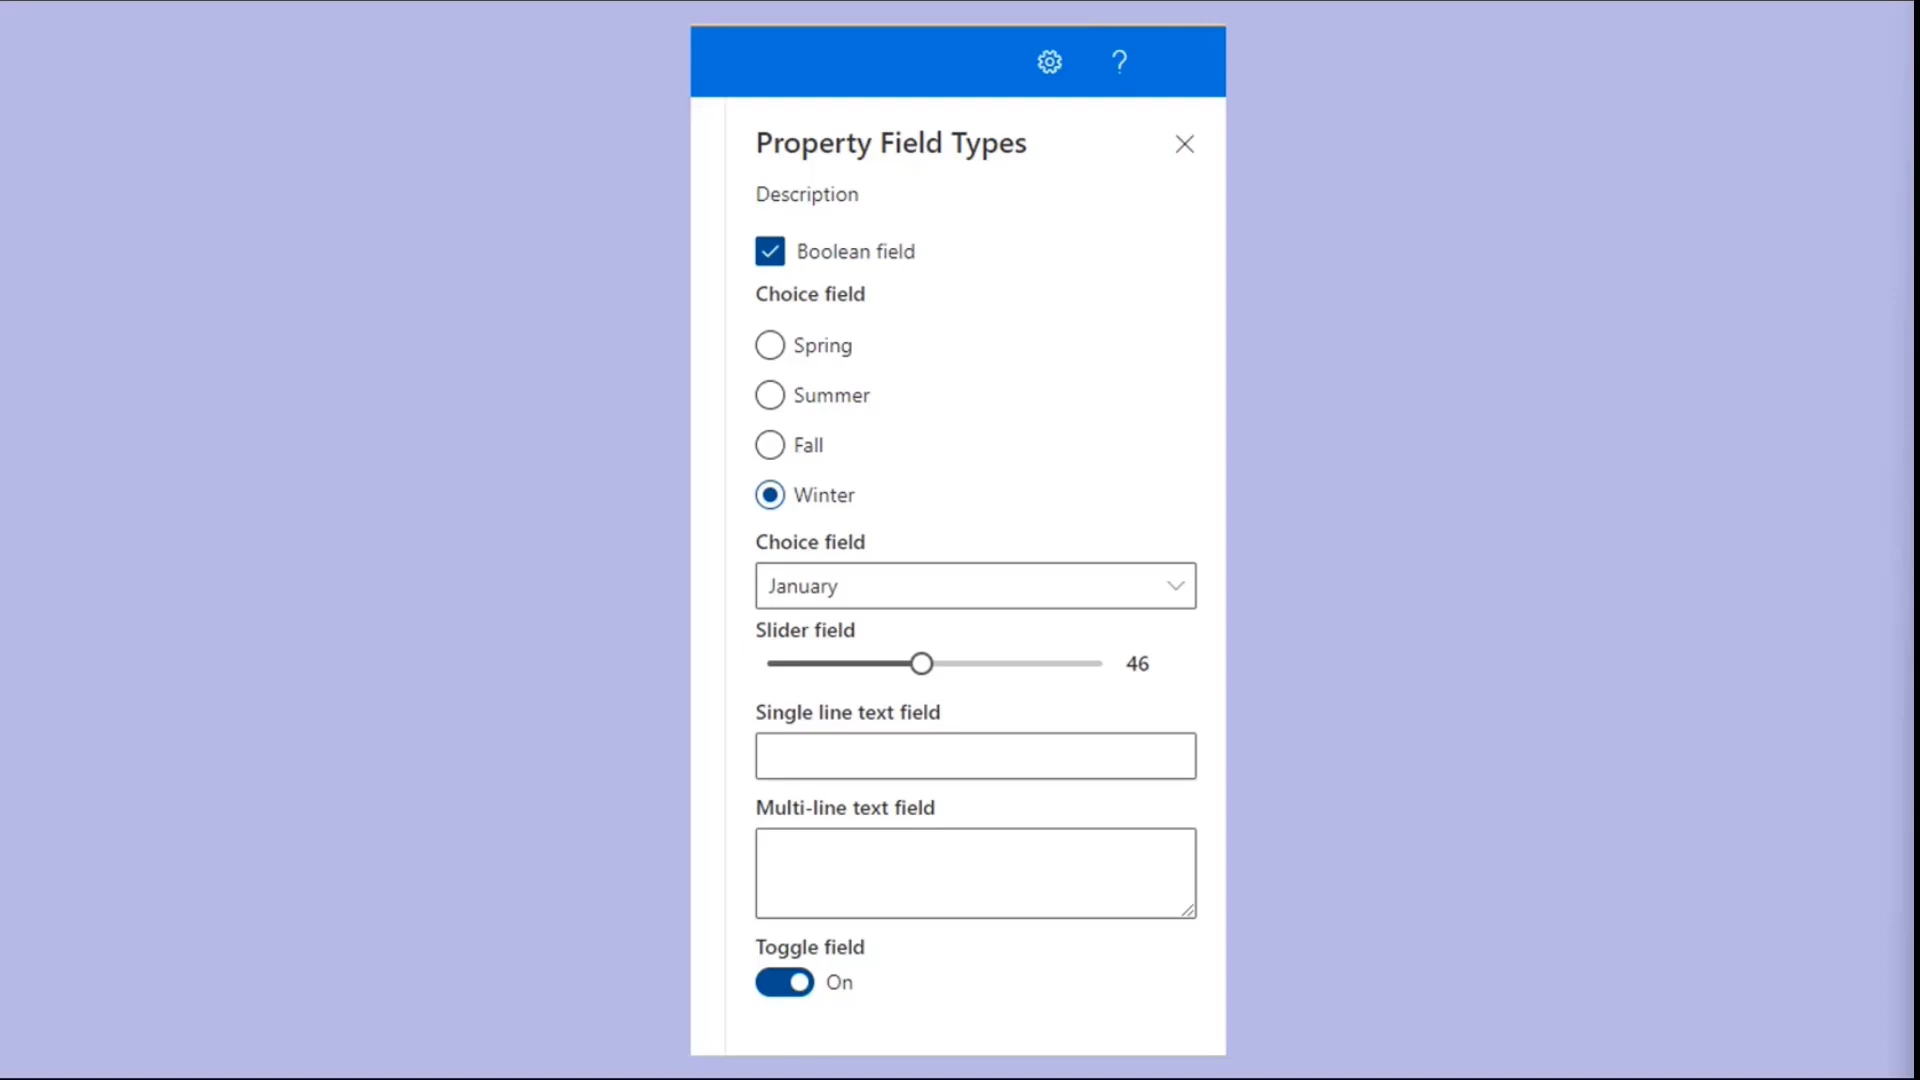 ?
Property Field Types
Description
Boolean field
Choice field
Spring
Summer
Fall
Winter
Choice field
January
Slider field
46
Single line text field
Multi-line text field
Toggle field
On